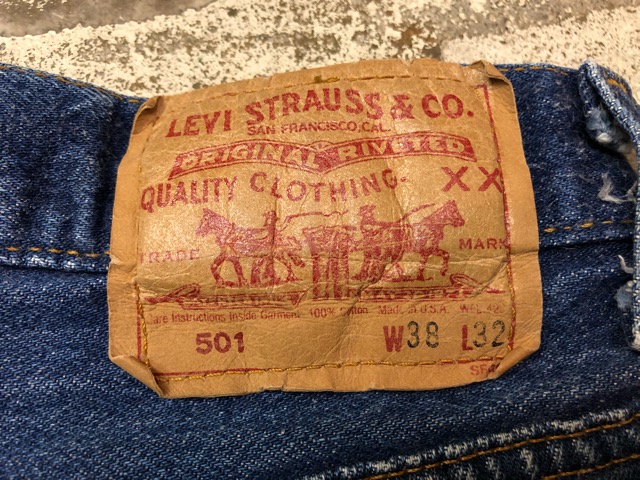 LEVI STRAUSS & CO.
SAN FRANCISCO, CAL.
ORIGINAL RIVETED
QUALITY CLOTHING- XX
TRADE MARK
are Instructions Inside Garment 100% Cotton Made in U.S.A.
501 W38 L32